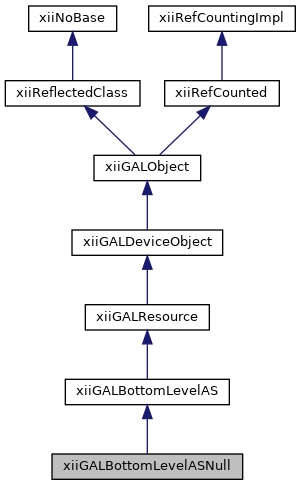 xiiNoBase
xiiRefCountingImpl
xiiReflectedClass
xiiRefCounted
xiiGALObject
xiiGALDeviceObject
xiiGALResource
xiiGALBottomLevelAS
xiiGALBottomLevelASNull